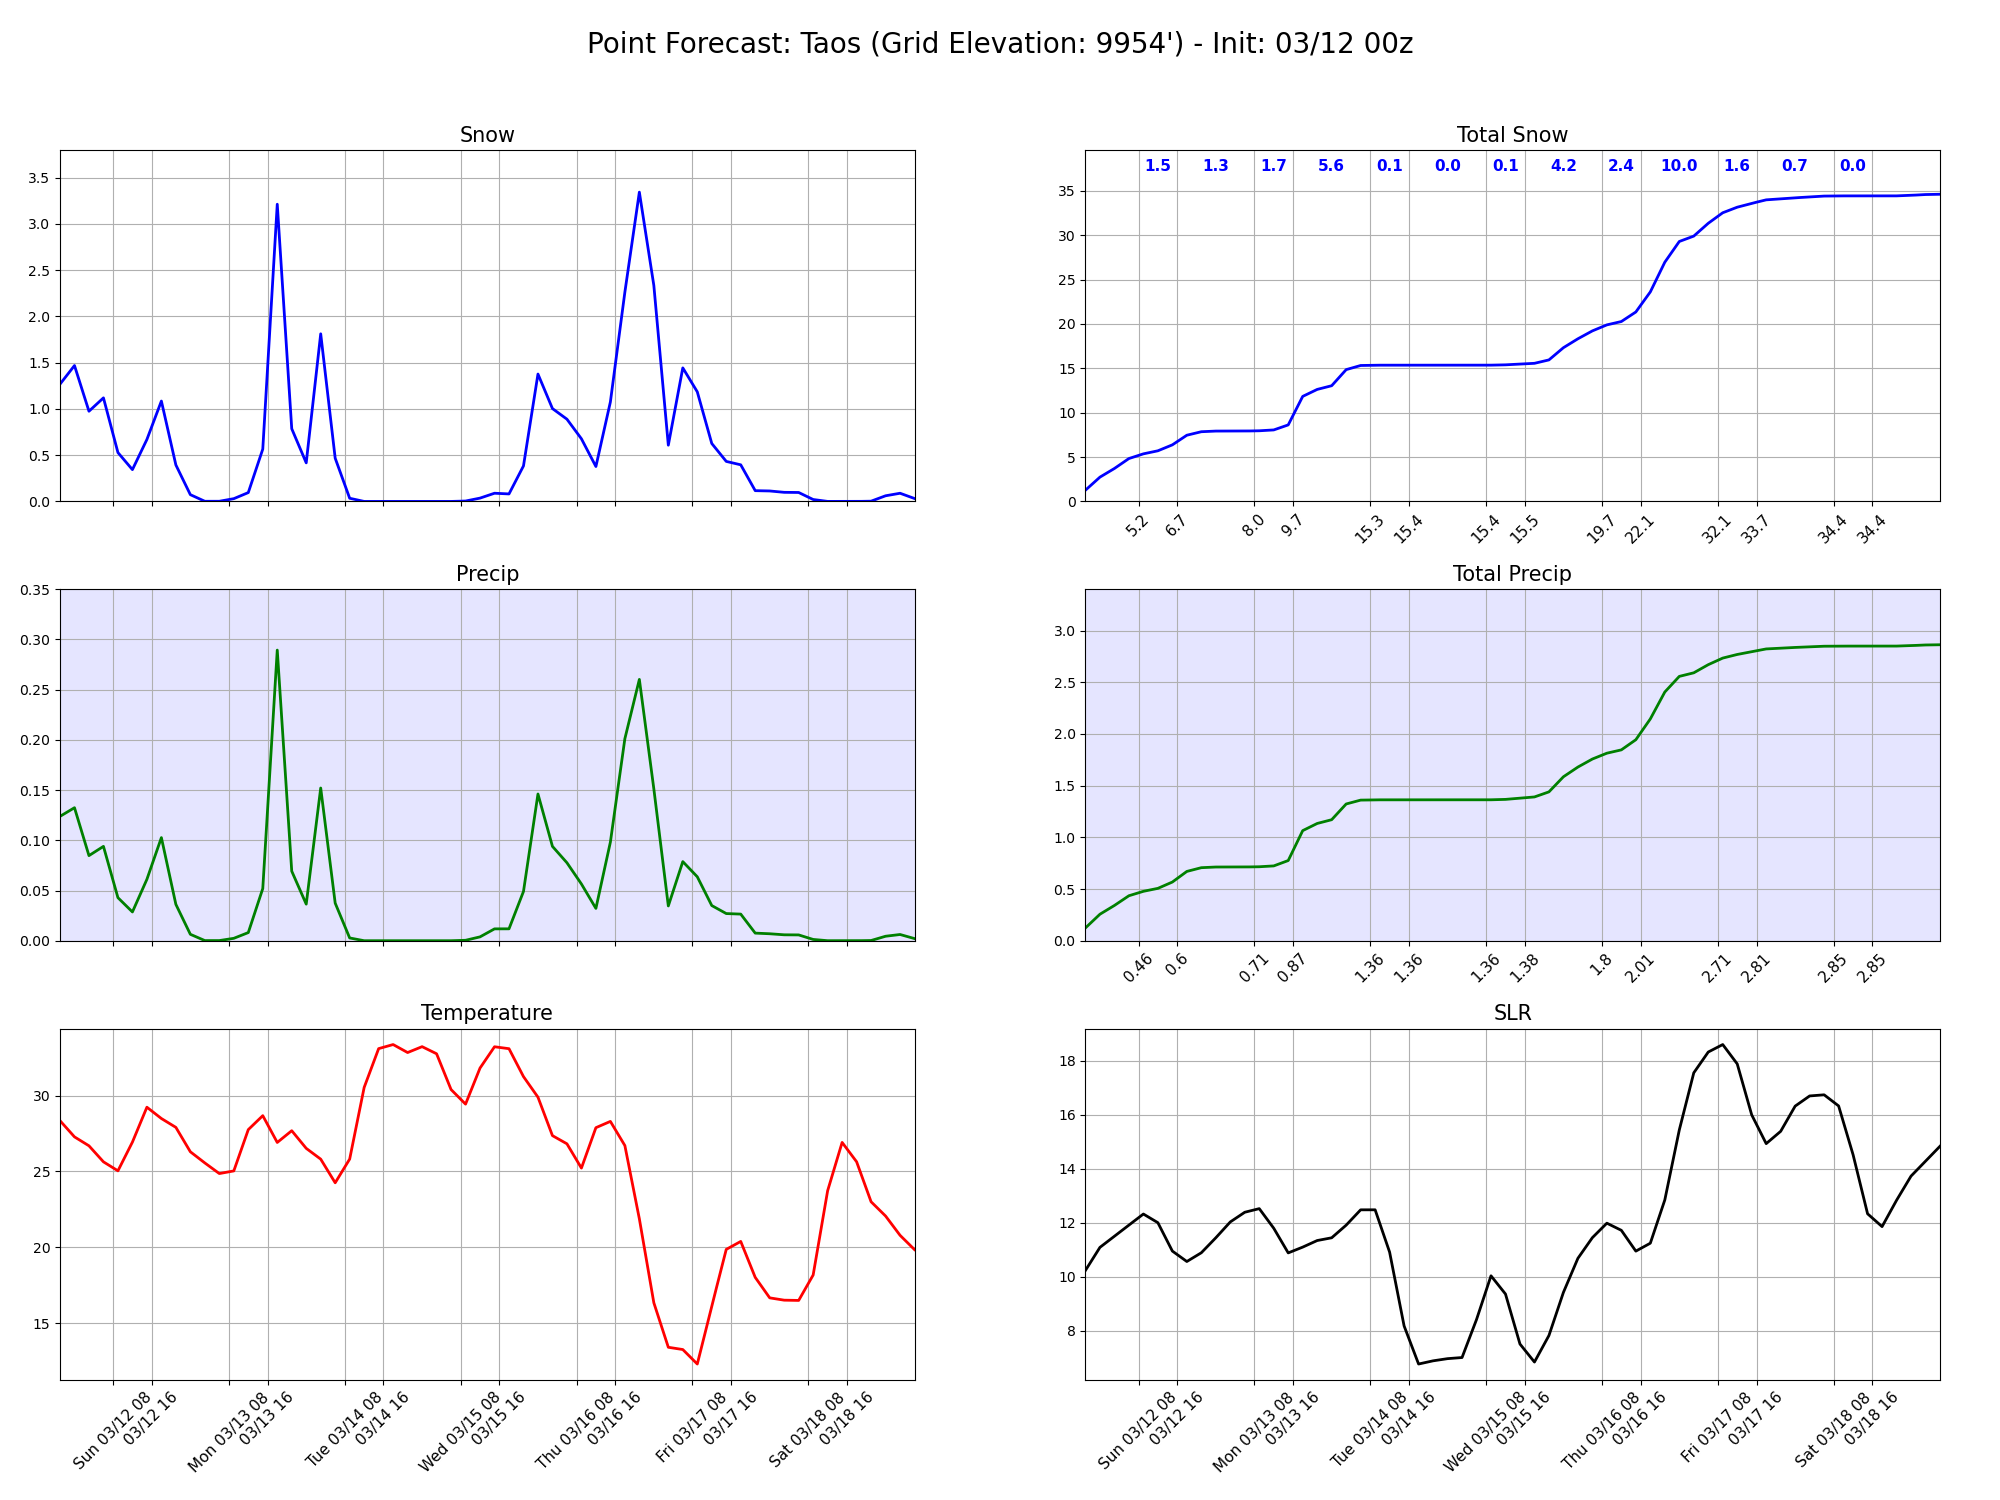 Point Forecast: Taos (Grid Elevation: 9954') - Init: 03/12 00z
Snow
3.5
3.0
2.5
2.0
1.5
1.0
0.5
0.0
Total Snow
1.5 1.3 1.7 5.6 0.1 0.0 0.1 4.2 2.4 10.0 1.6 0.7 0.0
35
30
25
20
15
10
5
0
5.2 6.7 8.0 9.7 15.3 15.4 15.4 15.5 19.7 22.1 32.1 33.7 34.4 34.4
Precip
0.35
0.30
0.25
0.20
0.15
0.10
0.05
0.00
Total Precip
3.0
2.5
2.0
1.5
1.0
0.5
0.0
0.46 0.6 0.71 0.87 1.36 1.36 1.36 1.38 1.8 2.01 2.71 2.81 2.85 2.85
Temperature
30
25
20
15
Sun 03/12 08
03/12 16
Mon 03/13 08
03/13 16
Tue 03/14 08
03/14 16
Wed 03/15 08
03/15 16
Thu 03/16 08
03/16 16
Fri 03/17 08
03/17 16
Sat 03/18 08
03/18 16
SLR
18
16
14
12
10
8
Sun 03/12 08
03/12 16
Mon 03/13 08
03/13 16
Tue 03/14 08
03/14 16
Wed 03/15 08
03/15 16
Thu 03/16 08
03/16 16
Fri 03/17 08
03/17 16
Sat 03/18 08
03/18 16